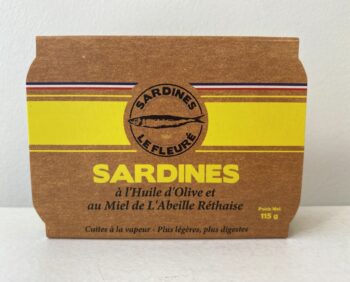 SARDINES
LE FLEURÉ
SARDINES
à l'Huile d'Olive et
au Miel de L'Abeille Réthaise
Poids Net
115 g
Cuites à la vapeur - Plus légères, plus digestes